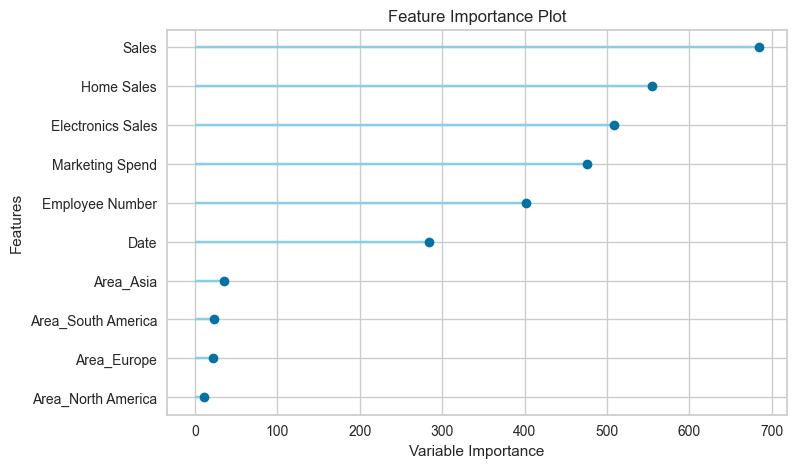 Feature Importance Plot
Features
Sales
Home Sales
Electronics Sales
Marketing Spend
Employee Number
Date
Area_Asia
Area_South America
Area_Europe
Area_North America
0 100 200 300 400 500 600 700
Variable Importance